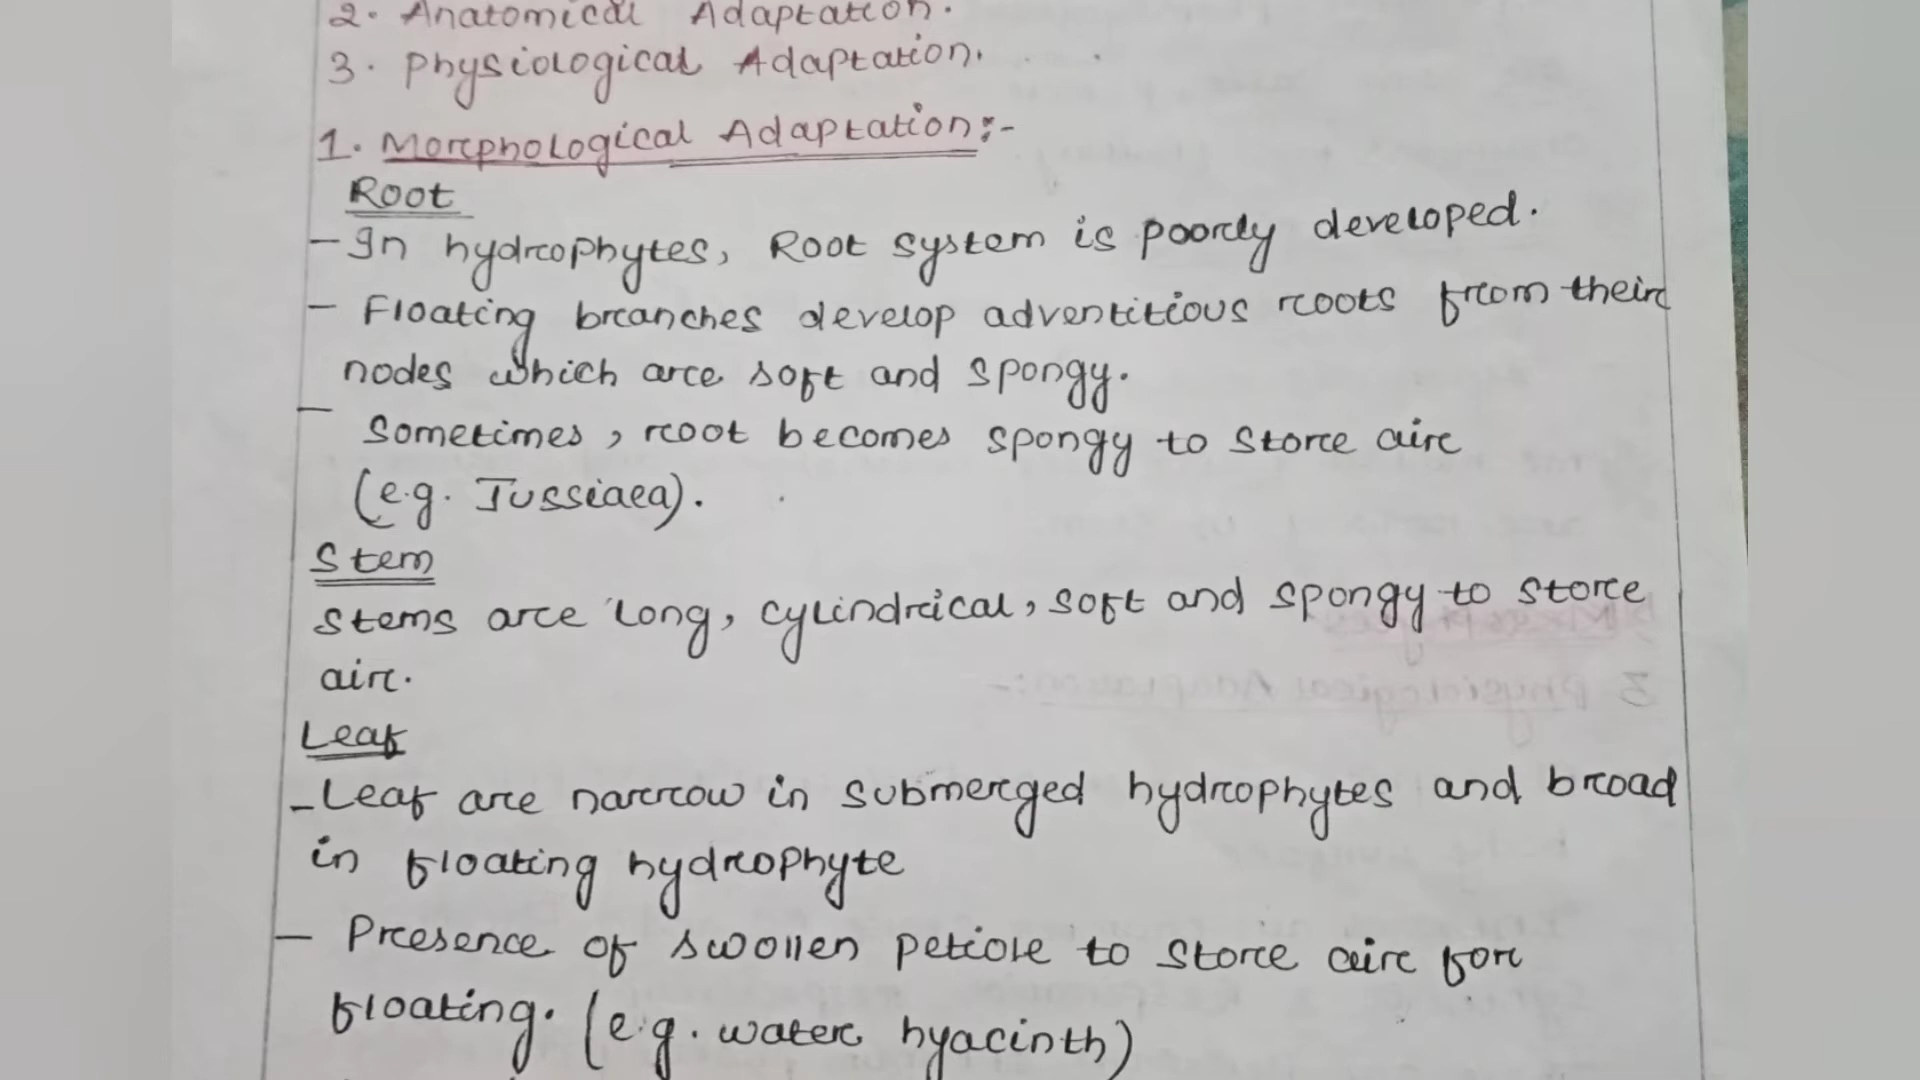 2. Anatomical Adaptation.
3. Physiological Adaptation.
1. Morphological Adaptation:-
Root
- In hydrophytes, Root system is poorly developed.
- Floating branches develop adventitious roots from their
nodes which are soft and spongy.
- Sometimes, root becomes spongy to store air
(e.g. Jussiaea).
Stem
Stems are long, cylindrical, soft and spongy to store
air.
Leaf
- Leaf are narrow in submerged hydrophytes and broad
in floating hydrophyte
- Presence of swollen petiole to store air for
floating. (e.g. water hyacinth)